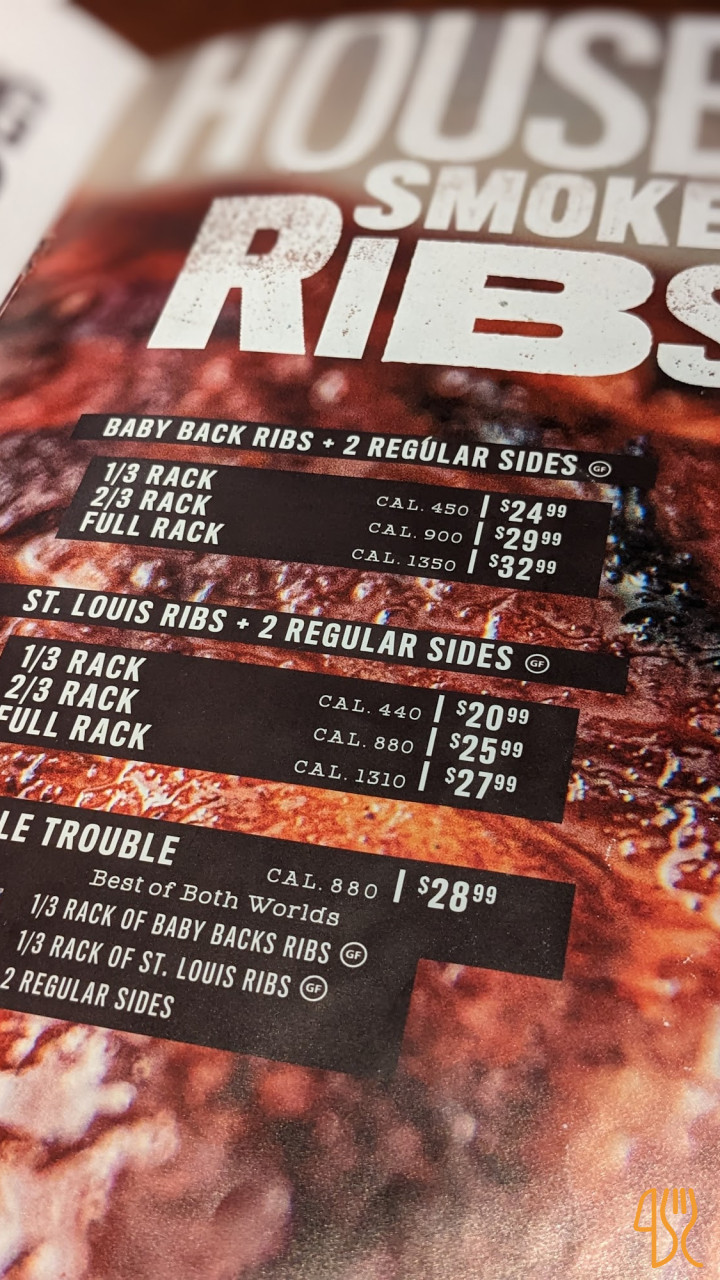 HOUSE
SMOKE
RIBS
BABY BACK RIBS + 2 REGÚLAR SIDES GF
1/3 RACK CAL. 450 | $24.99
2/3 RACK CAL. 900 | $29.99
FULL RACK CAL. 1350 | $32.99
ST. LOUIS RIBS + 2 REGULAR SIDES GF
1/3 RACK CAL. 440 | $20.99
2/3 RACK CAL. 880 | $25.99
FULL RACK CAL. 1310 | $27.99
LE TROUBLE CAL. 880 | $28.99
Best of Both Worlds
1/3 RACK OF BABY BACKS RIBS GF
1/3 RACK OF ST. LOUIS RIBS GF
2 REGULAR SIDES